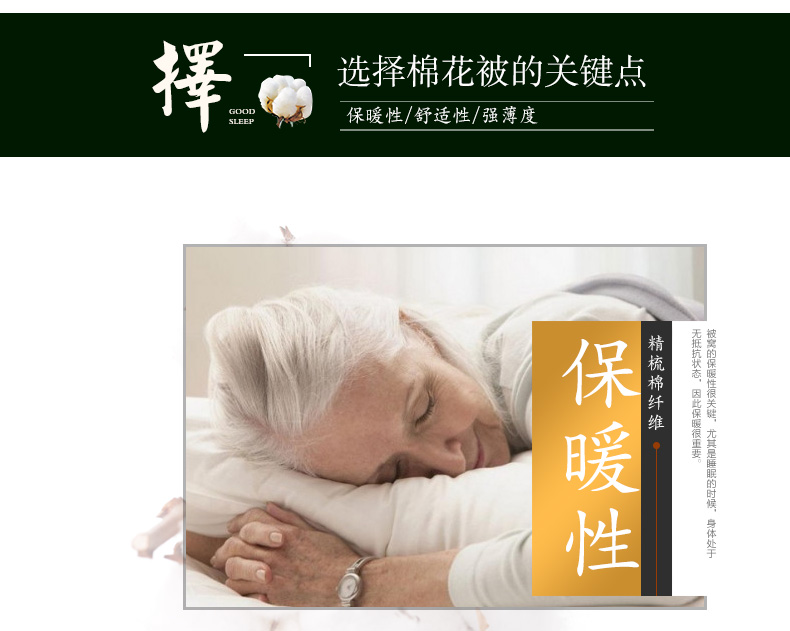 擇
GOOD
SLEEP
选择棉花被的关键点
保暖性/舒适性/强薄度
保暖性
精梳棉纤维
被窝的保暖性很关键，尤其是睡眠的时候，身体处于
无抵抗状态，因此保暖很重要。